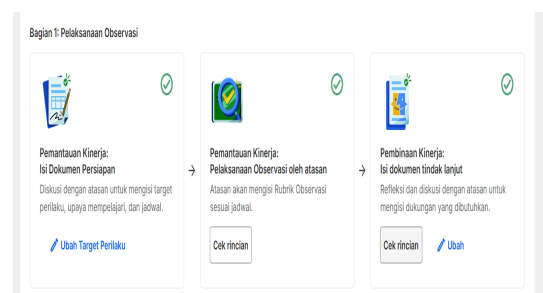 Bagian 1: Pelaksanaan Observasi
Pemantauan Kinerja:
Isi Dokumen Persiapan
Diskusi dengan atasan untuk mengisi target
perilaku, upaya mempelajari, dan jadwal.
Ubah Target Perilaku
Pemantauan Kinerja:
Pelaksanaan Observasi oleh atasan
Atasan akan mengisi Rubrik Observasi
sesuai jadwal.
Cek rincian
Pembinaan Kinerja:
Isi dokumen tindak lanjut
Refleksi dan diskusi dengan atasan untuk
mengisi dukungan yang dibutuhkan.
Cek rincian
Ubah